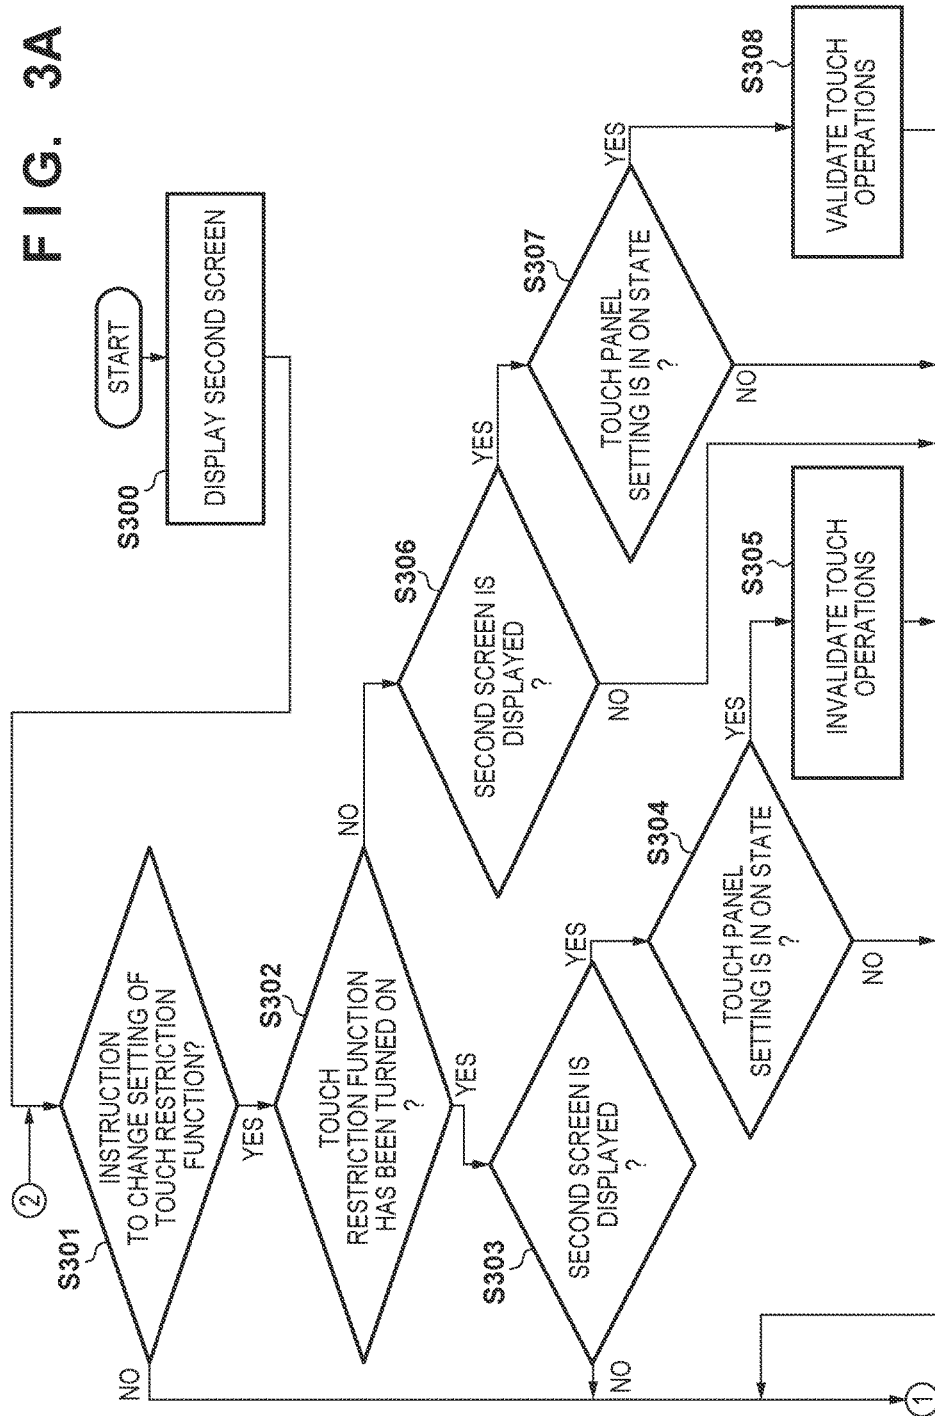 FIG. 3A
START
S300
DISPLAY SECOND SCREEN
2
S301
INSTRUCTION
TO CHANGE SETTING OF
TOUCH RESTRICTION
FUNCTION?
NO
YES
S302
TOUCH
RESTRICTION FUNCTION
HAS BEEN TURNED ON
?
NO
YES
S303
SECOND SCREEN IS
DISPLAYED
?
NO
YES
S304
TOUCH PANEL
SETTING IS IN ON STATE
?
NO
YES
S305
INVALIDATE TOUCH
OPERATIONS
S306
SECOND SCREEN IS
DISPLAYED
?
NO
YES
S307
TOUCH PANEL
SETTING IS IN ON STATE
?
NO
YES
S308
VALIDATE TOUCH
OPERATIONS
1